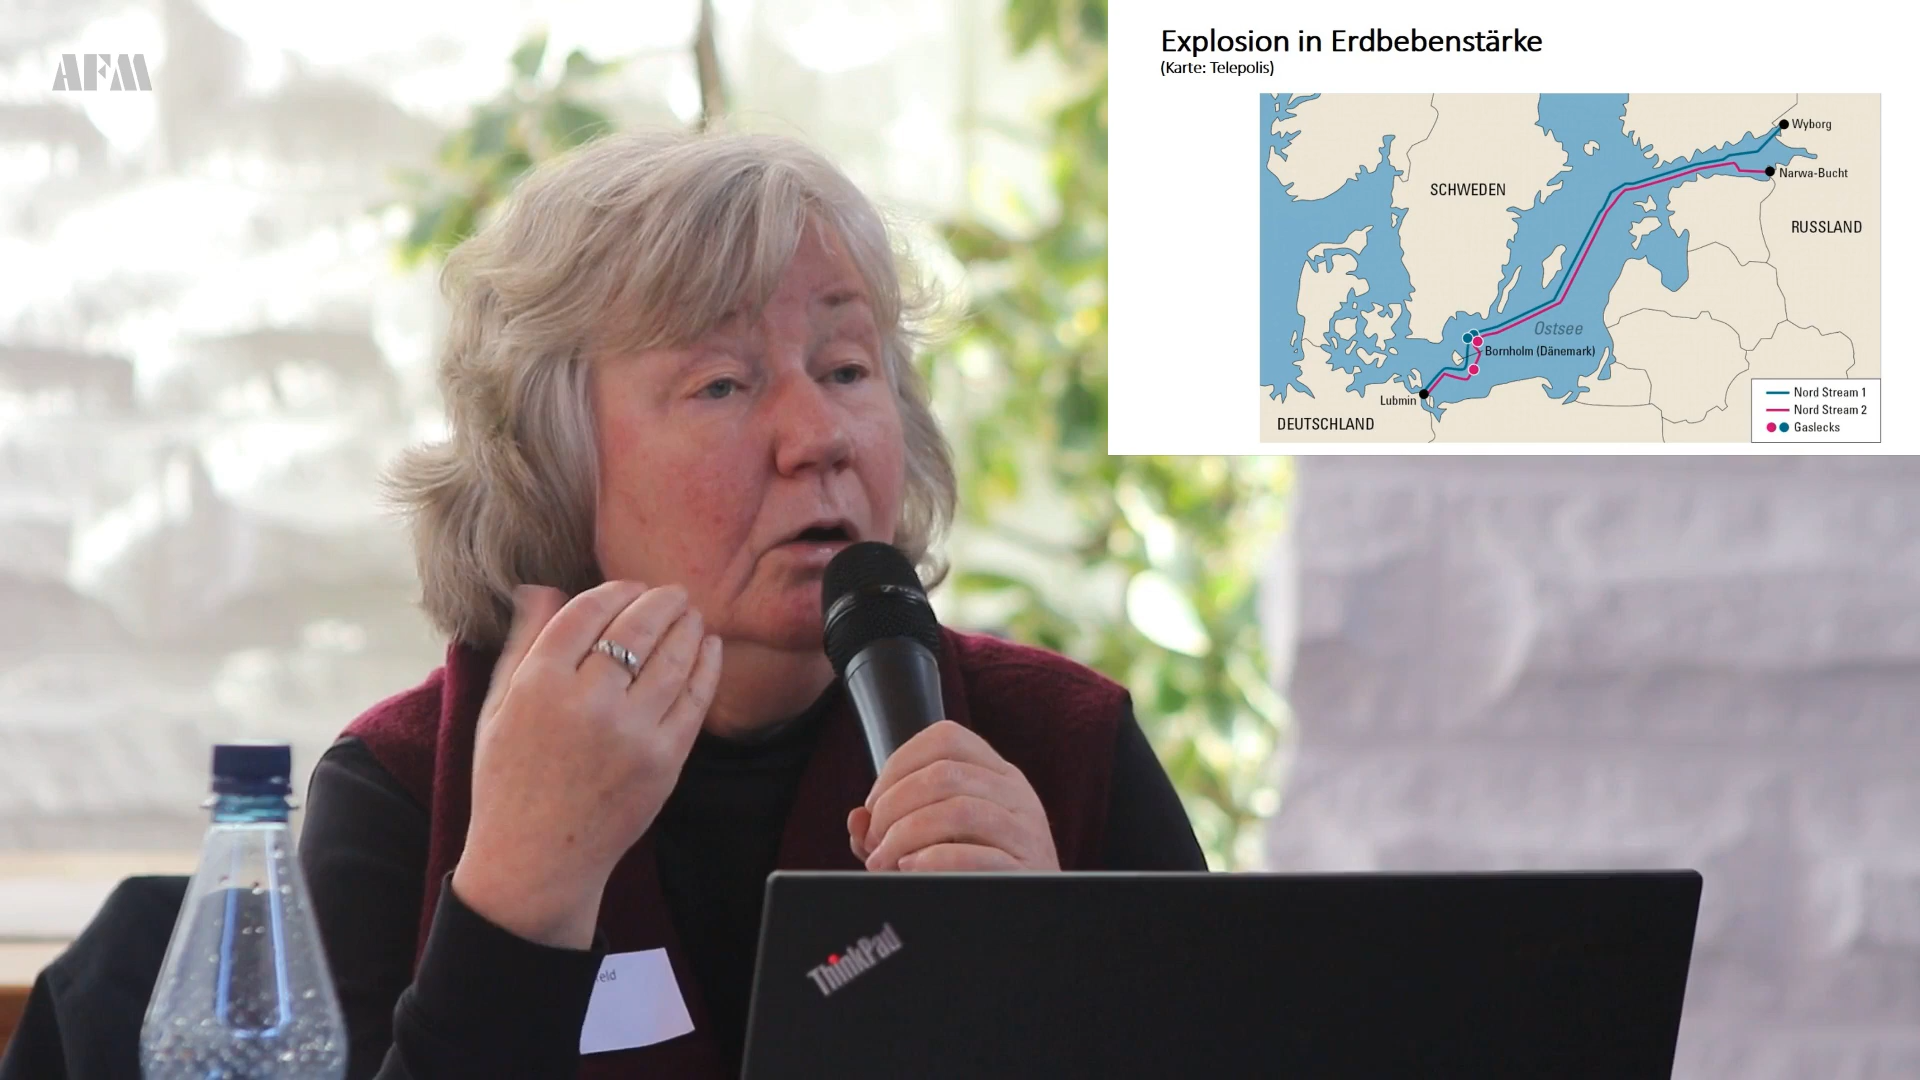 AFM
Explosion in Erdbebenstärke
(Karte: Telepolis)
Wyborg
Narwa-Bucht
SCHWEDEN
RUSSLAND
Ostsee
Bornholm (Dänemark)
Lubmin
DEUTSCHLAND
Nord Stream 1
Nord Stream 2
Gaslecks
ThinkPad
eld